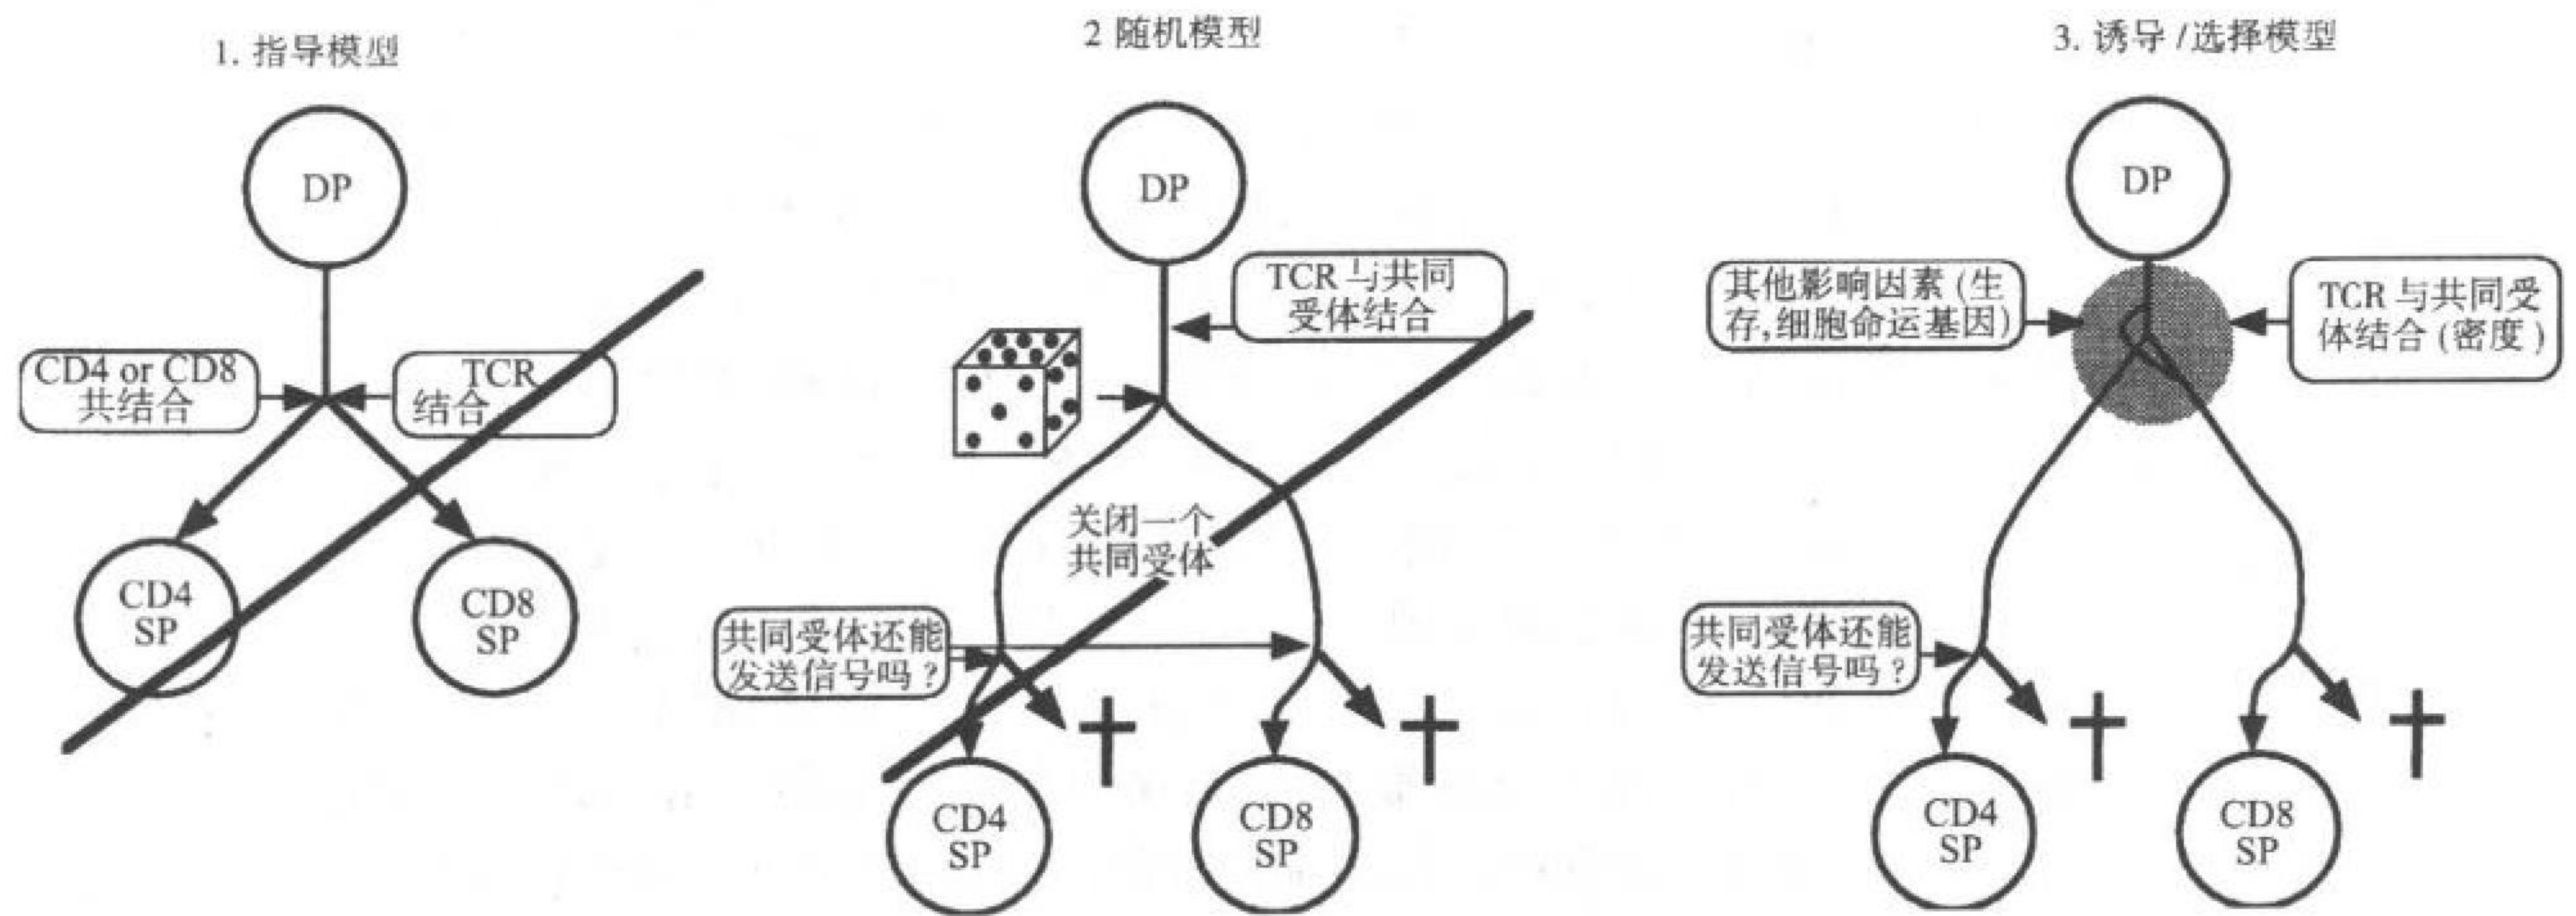 1. 指导模型
DP
CD4 or CD8
共结合
TCR
结合
CD4
SP
CD8
SP
2 随机模型
DP
TCR 与共同
受体结合
关闭一个
共同受体
共同受体还能
发送信号吗?
CD4
SP
CD8
SP
3. 诱导 /选择模型
DP
其他影响因素 (生
存,细胞命运基因)
TCR 与共同受
体结合 (密度 )
共同受体还能
发送信号吗?
CD4
SP
CD8
SP